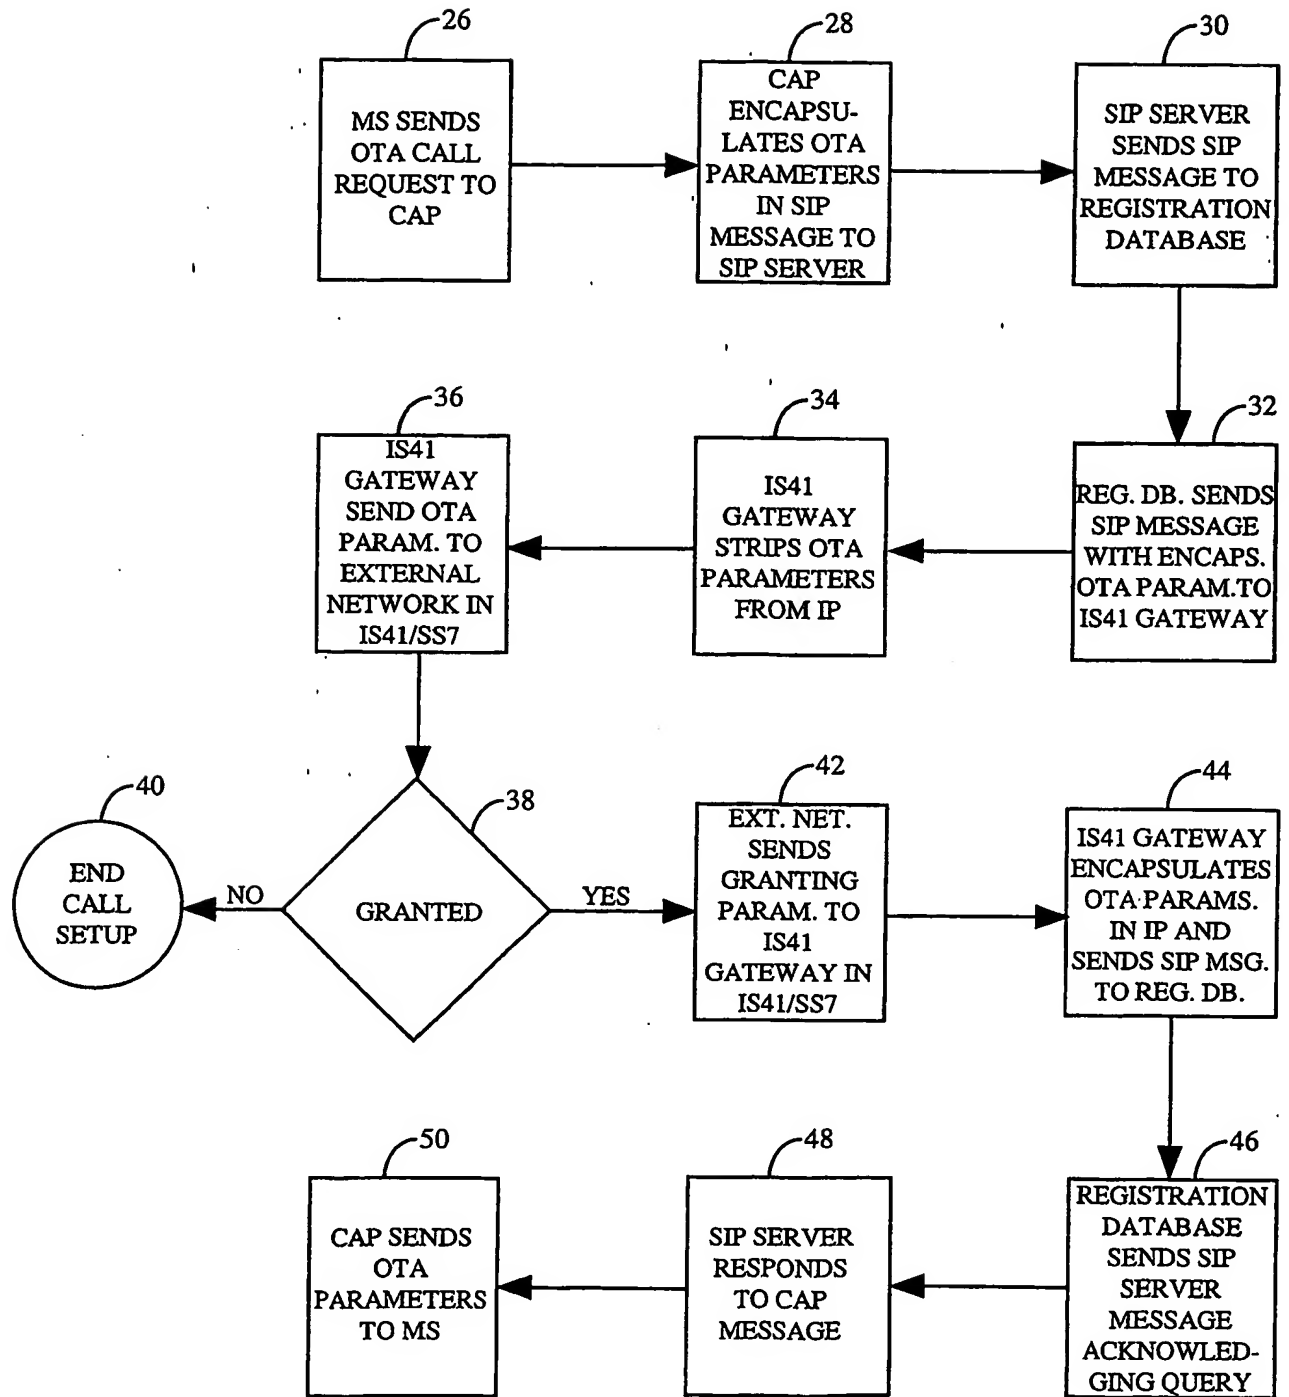 26
MS SENDS
OTA CALL
REQUEST TO
CAP
28
CAP
ENCAPSU-
LATES OTA
PARAMETERS
IN SIP
MESSAGE TO
SIP SERVER
30
SIP SERVER
SENDS SIP
MESSAGE TO
REGISTRATION
DATABASE
32
REG. DB. SENDS
SIP MESSAGE
WITH ENCAPS.
OTA PARAM.TO
IS41 GATEWAY
34
IS41
GATEWAY
STRIPS OTA
PARAMETERS
FROM IP
36
IS41
GATEWAY
SEND OTA
PARAM. TO
EXTERNAL
NETWORK IN
IS41/SS7
38
GRANTED
NO
40
END
CALL
SETUP
YES
42
EXT. NET.
SENDS
GRANTING
PARAM. TO
IS41
GATEWAY IN
IS41/SS7
44
IS41 GATEWAY
ENCAPSULATES
OTA PARAMS.
IN IP AND
SENDS SIP MSG.
TO REG. DB.
46
REGISTRATION
DATABASE
SENDS SIP
SERVER
MESSAGE
ACKNOWLED-
GING QUERY
48
SIP SERVER
RESPONDS
TO CAP
MESSAGE
50
CAP SENDS
OTA
PARAMETERS
TO MS